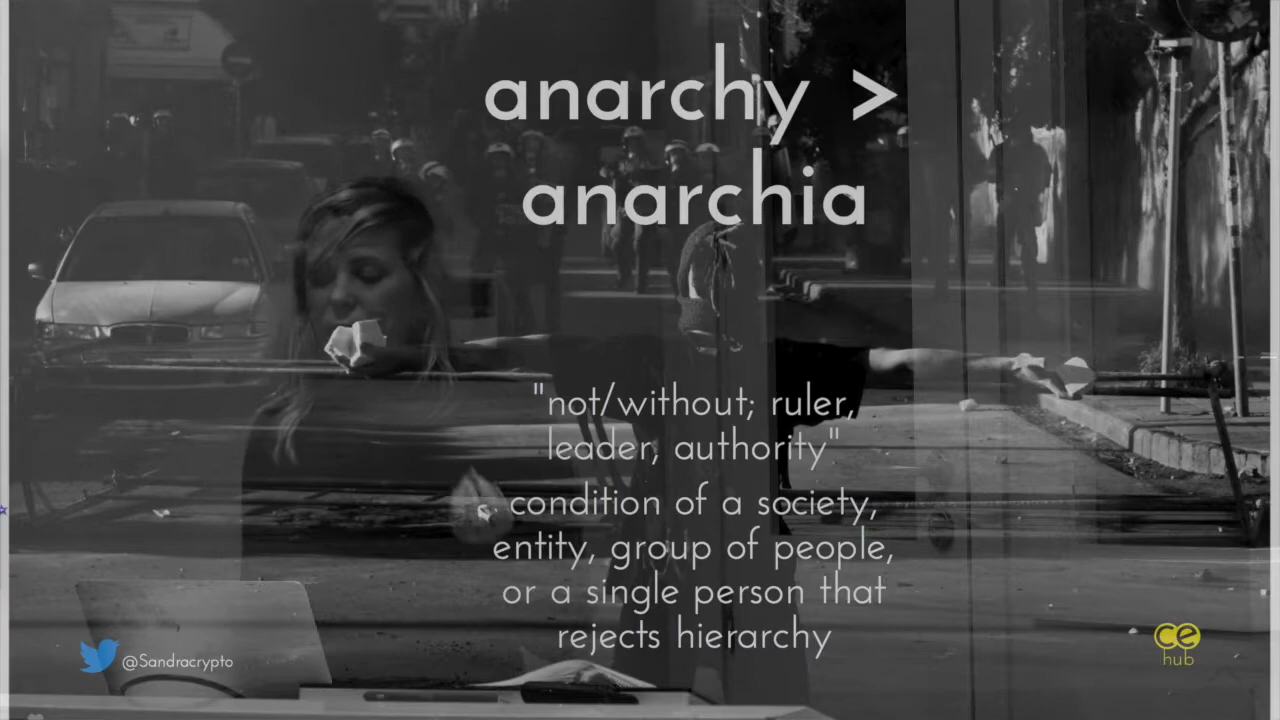 anarchy >
anarchia
"not/without; ruler,
leader, authority"
condition of a society,
entity, group of people,
or a single person that
rejects hierarchy
@Sandracrypto
ce
hub